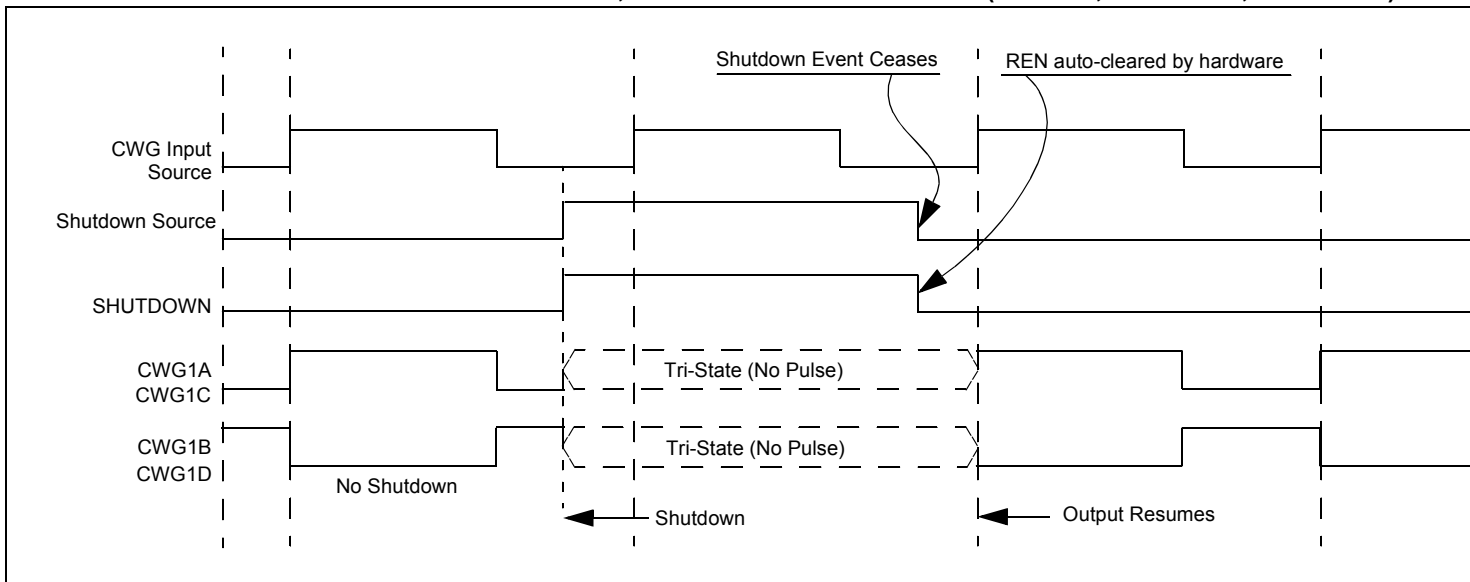 Shutdown Event Ceases
REN auto-cleared by hardware
CWG Input
Source
Shutdown Source
SHUTDOWN
CWG1A
CWG1C
Tri-State (No Pulse)
CWG1B
CWG1D
Tri-State (No Pulse)
No Shutdown
Shutdown
Output Resumes